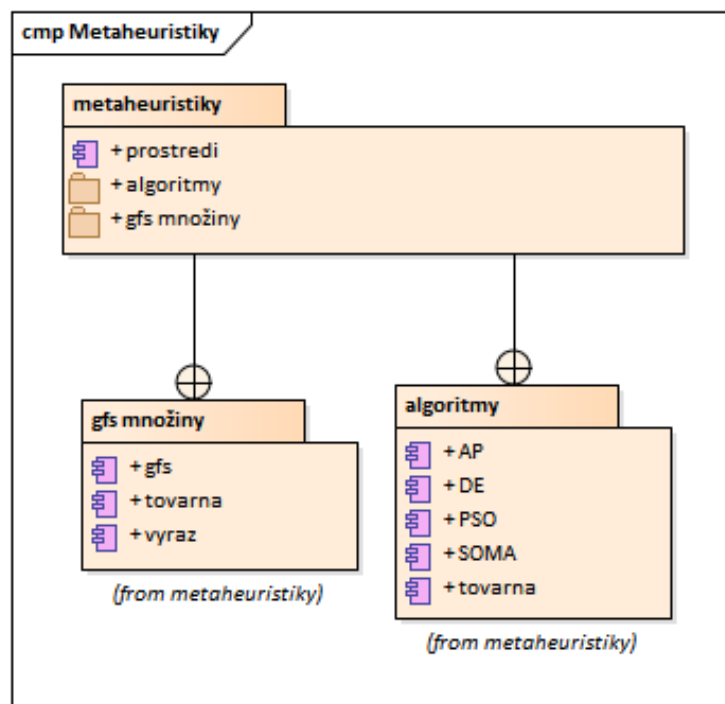 cmp Metaheuristiky
metaheuristiky
+ prostredi
+ algoritmy
+ gfs množiny
gfs množiny
+ gfs
+ tovarna
+ vyraz
(from metaheuristiky)
algoritmy
+ AP
+ DE
+ PSO
+ SOMA
+ tovarna
(from metaheuristiky)